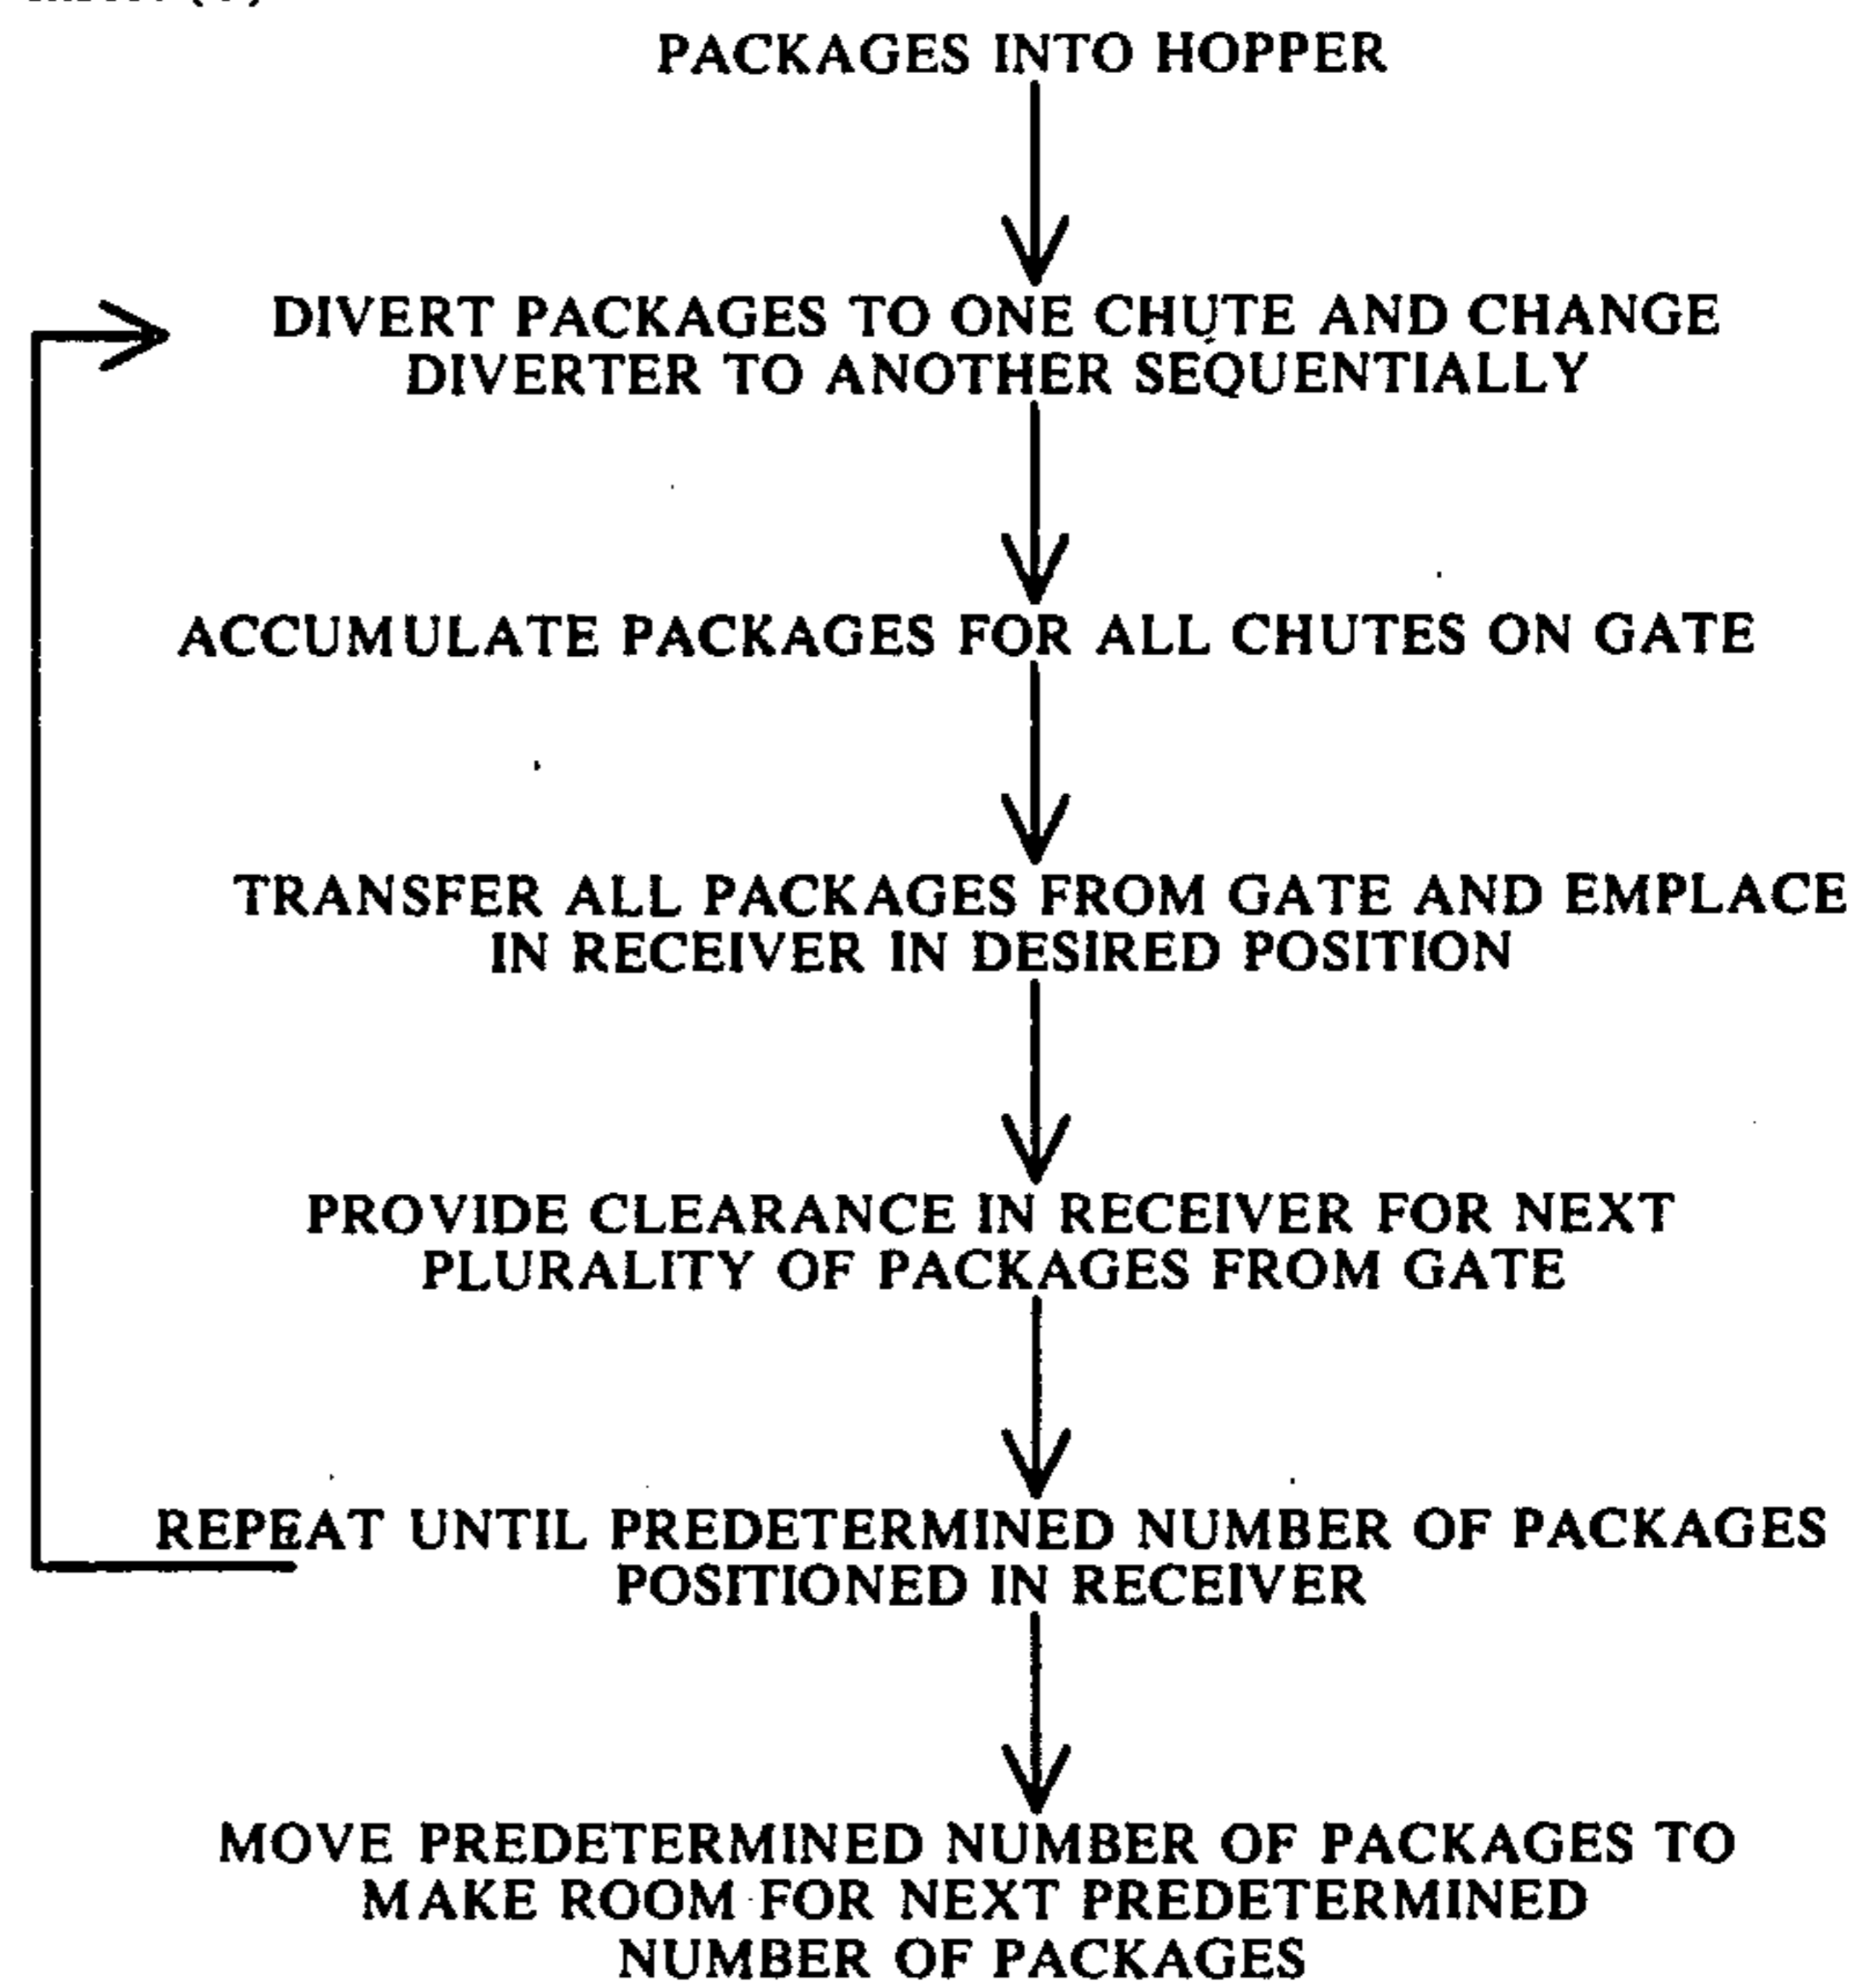 PACKAGES INTO HOPPER
DIVERT PACKAGES TO ONE CHUTE AND CHANGE
DIVERTER TO ANOTHER SEQUENTIALLY
ACCUMULATE PACKAGES FOR ALL CHUTES ON GATE
TRANSFER ALL PACKAGES FROM GATE AND EMPLACE
IN RECEIVER IN DESIRED POSITION
PROVIDE CLEARANCE IN RECEIVER FOR NEXT
PLURALITY OF PACKAGES FROM GATE
REPEAT UNTIL PREDETERMINED NUMBER OF PACKAGES
POSITIONED IN RECEIVER
MOVE PREDETERMINED NUMBER OF PACKAGES TO
MAKE ROOM FOR NEXT PREDETERMINED
NUMBER OF PACKAGES